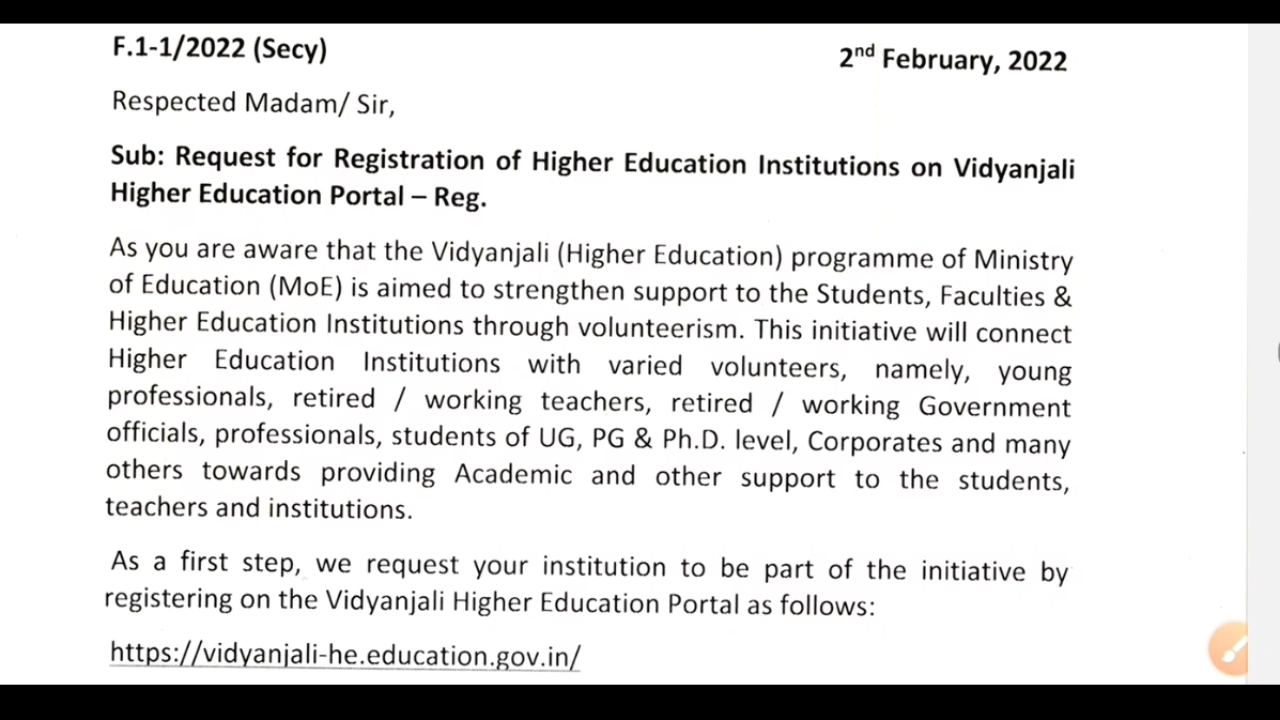 F.1-1/2022 (Secy) 2nd February, 2022
Respected Madam/ Sir,
Sub: Request for Registration of Higher Education Institutions on Vidyanjali
Higher Education Portal – Reg.
As you are aware that the Vidyanjali (Higher Education) programme of Ministry
of Education (MoE) is aimed to strengthen support to the Students, Faculties &
Higher Education Institutions through volunteerism. This initiative will connect
Higher Education Institutions with varied volunteers, namely, young
professionals, retired / working teachers, retired / working Government
officials, professionals, students of UG, PG & Ph.D. level, Corporates and many
others towards providing Academic and other support to the students,
teachers and institutions.
As a first step, we request your institution to be part of the initiative by
registering on the Vidyanjali Higher Education Portal as follows:
https://vidyanjali-he.education.gov.in/